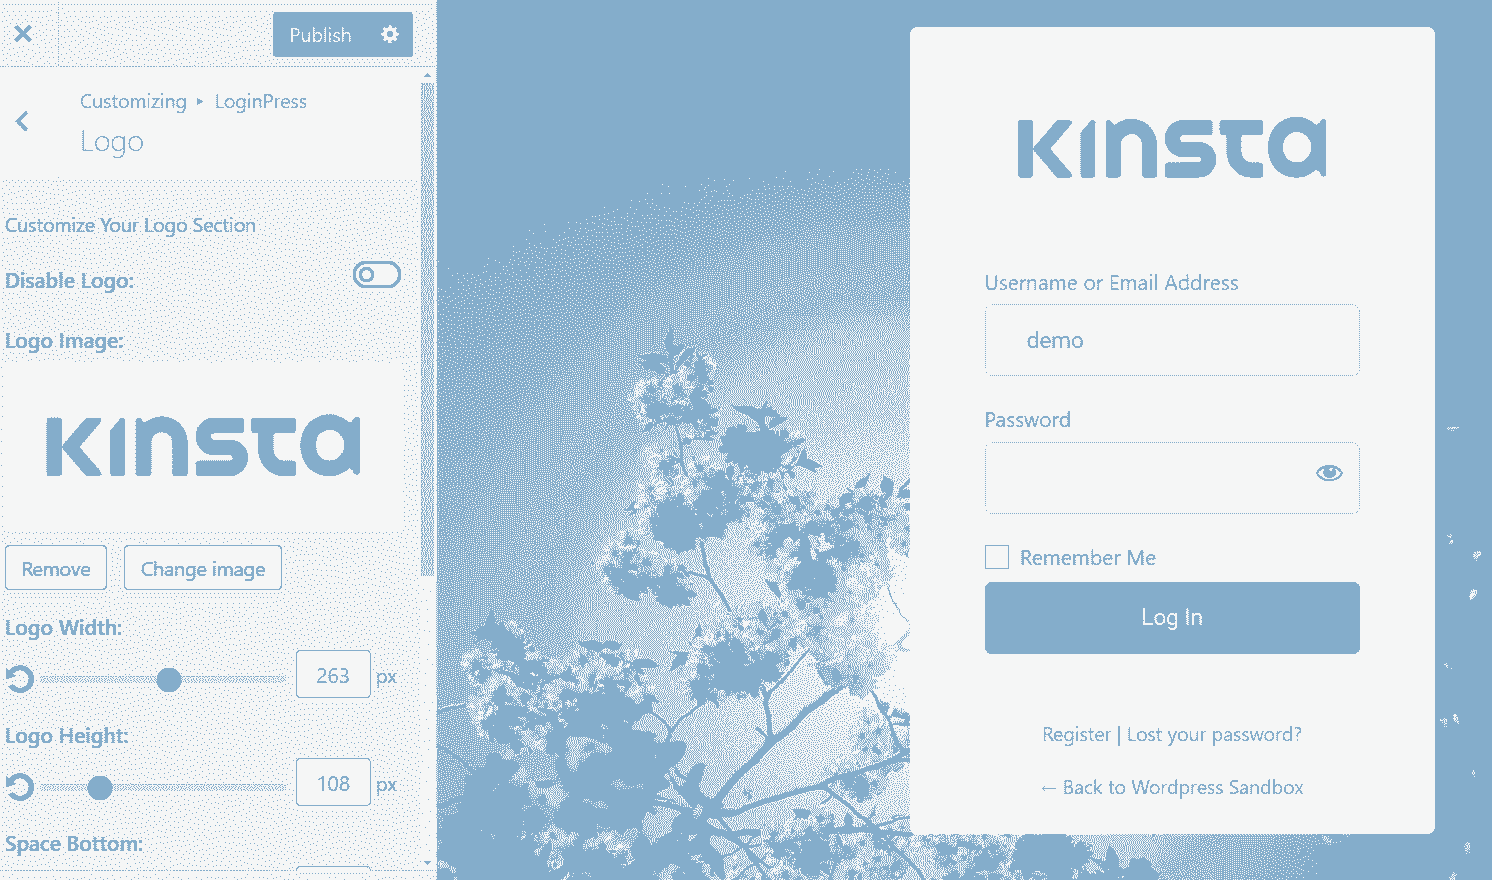 Publish
Customizing ▸ LoginPress
Logo
Customize Your Logo Section
Disable Logo:
Logo Image:
KINSTA
Remove
Change image
Logo Width:
263 px
Logo Height:
108 px
Space Bottom:
KINSTA
Username or Email Address
demo
Password
Remember Me
Log In
Register | Lost your password?
← Back to Wordpress Sandbox